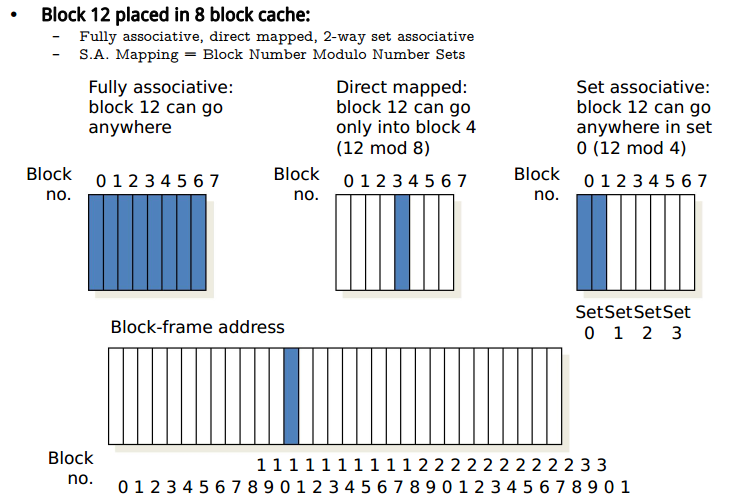 • Block 12 placed in 8 block cache:
– Fully associative, direct mapped, 2-way set associative
– S.A. Mapping = Block Number Modulo Number Sets
Fully associative:
block 12 can go
anywhere
Direct mapped:
block 12 can go
only into block 4
(12 mod 8)
Set associative:
block 12 can go
anywhere in set
0 (12 mod 4)
Block
no.
0 1 2 3 4 5 6 7
Block
no.
0 1 2 3 4 5 6 7
Block
no.
0 1 2 3 4 5 6 7
SetSetSetSet
0 1 2 3
Block-frame address
Block
no.
1 1 1 1 1 1 1 1 1 1 2 2 2 2 2 2 2 2 2 2 3 3
0 1 2 3 4 5 6 7 8 9 0 1 2 3 4 5 6 7 8 9 0 1 2 3 4 5 6 7 8 9 0 1